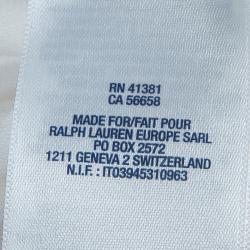 RN 41381
CA 56658
MADE FOR/FAIT POUR
RALPH LAUREN EUROPE SARL
PO BOX 2572
1211 GENEVA 2 SWITZERLAND
N.I.F. : IT03945310963